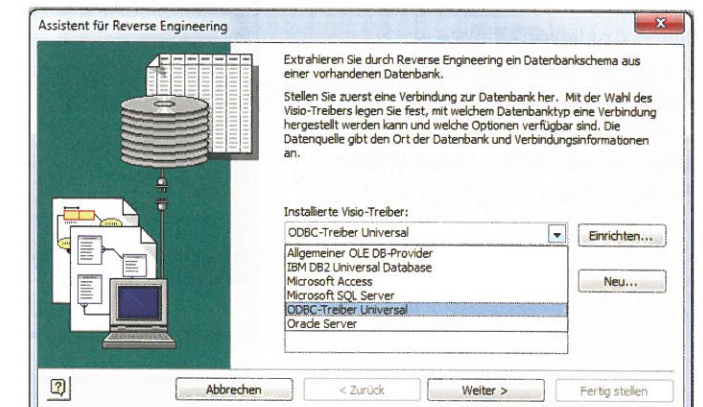 Assistent für Reverse Engineering
Extrahieren Sie durch Reverse Engineering ein Datenbankschema aus
einer vorhandenen Datenbank.
Stellen Sie zuerst eine Verbindung zur Datenbank her. Mit der Wahl des
Visio-Treibers legen Sie fest, mit welchem Datenbanktyp eine Verbindung
hergestellt werden kann und welche Optionen verfügbar sind. Die
Datenquelle gibt den Ort der Datenbank und Verbindungsinformationen
an.
Installierte Visio-Treiber:
ODBC-Treiber Universal
Einrichten...
Allgemeiner OLE DB-Provider
IBM DB2 Universal Database
Microsoft Access
Neu...
Microsoft SQL Server
ODBC-Treiber Universal
Oracle Server
?
Abbrechen
< Zurück
Weiter >
Fertig stellen